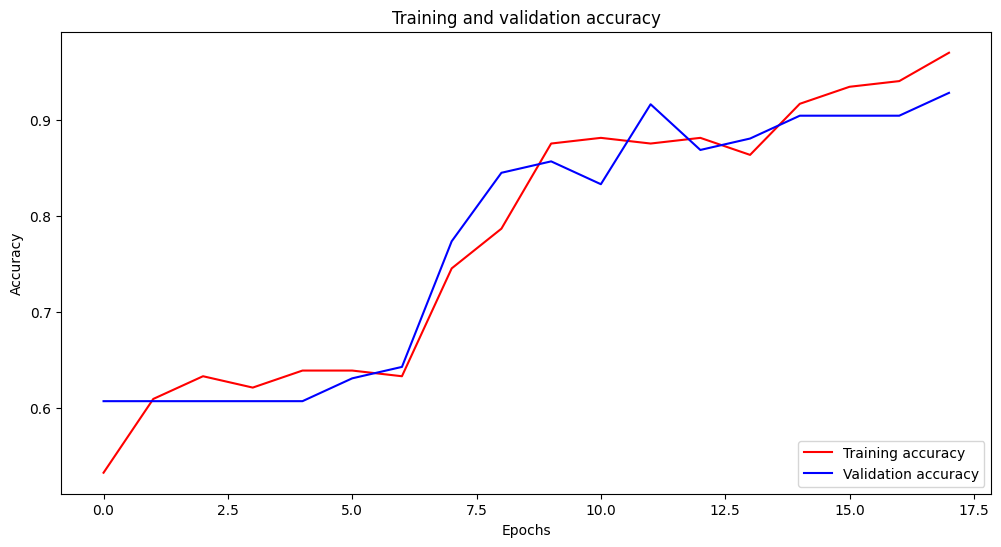 Training and validation accuracy
Accuracy
0.9
0.8
0.7
0.6
Training accuracy
Validation accuracy
0.0 2.5 5.0 7.5 10.0 12.5 15.0 17.5
Epochs